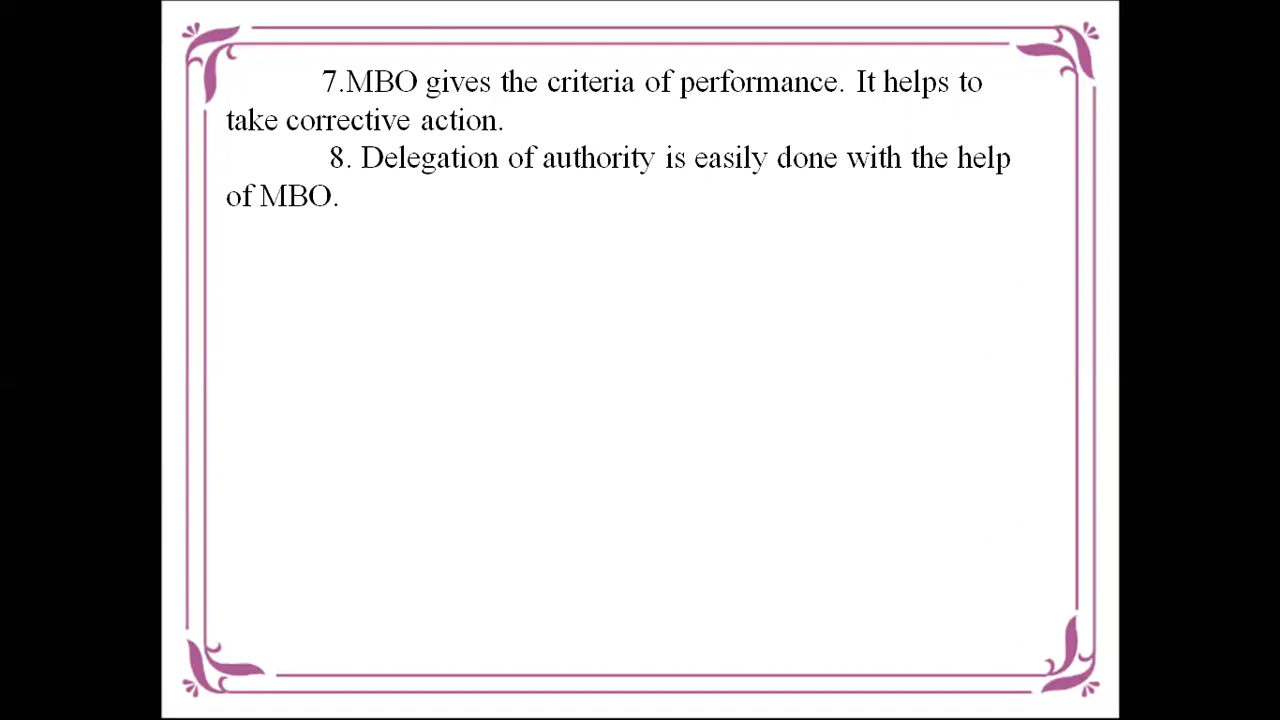 7.MBO gives the criteria of performance. It helps to
take corrective action.
8. Delegation of authority is easily done with the help
of MBO.